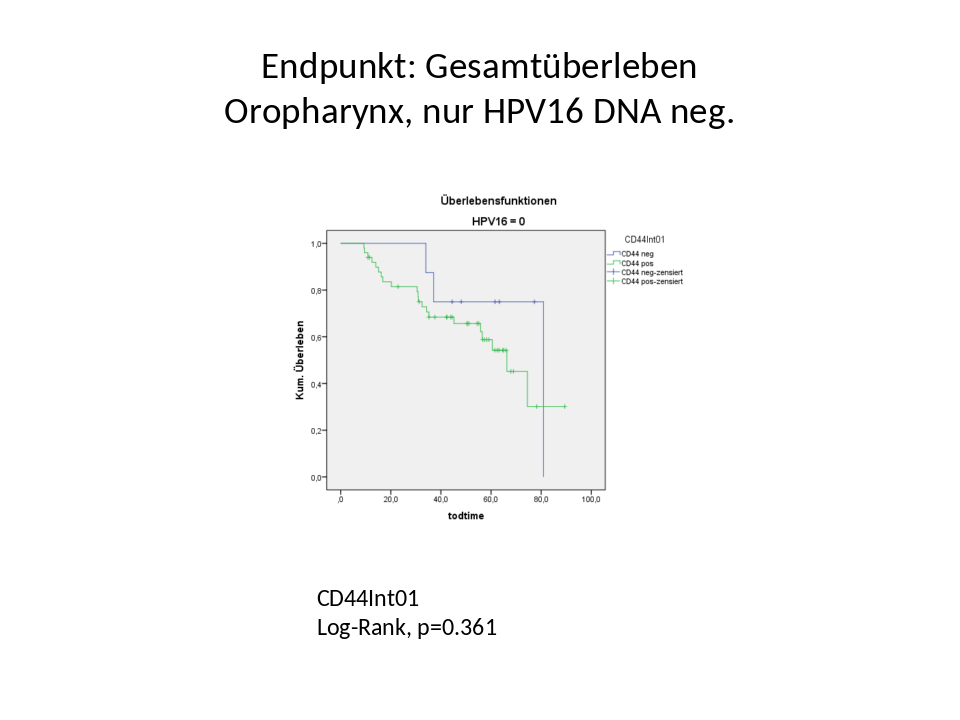 Endpunkt: Gesamtüberleben
Oropharynx, nur HPV16 DNA neg.
Überlebensfunktionen
HPV16 = 0
CD44Int01
CD44 neg
CD44 pos
CD44 neg-zensiert
CD44 pos-zensiert
Kum. Überleben
1,0
0,8
0,6
0,4
0,2
0,0
,0 20,0 40,0 60,0 80,0 100,0
todtime
CD44Int01
Log-Rank, p=0.361